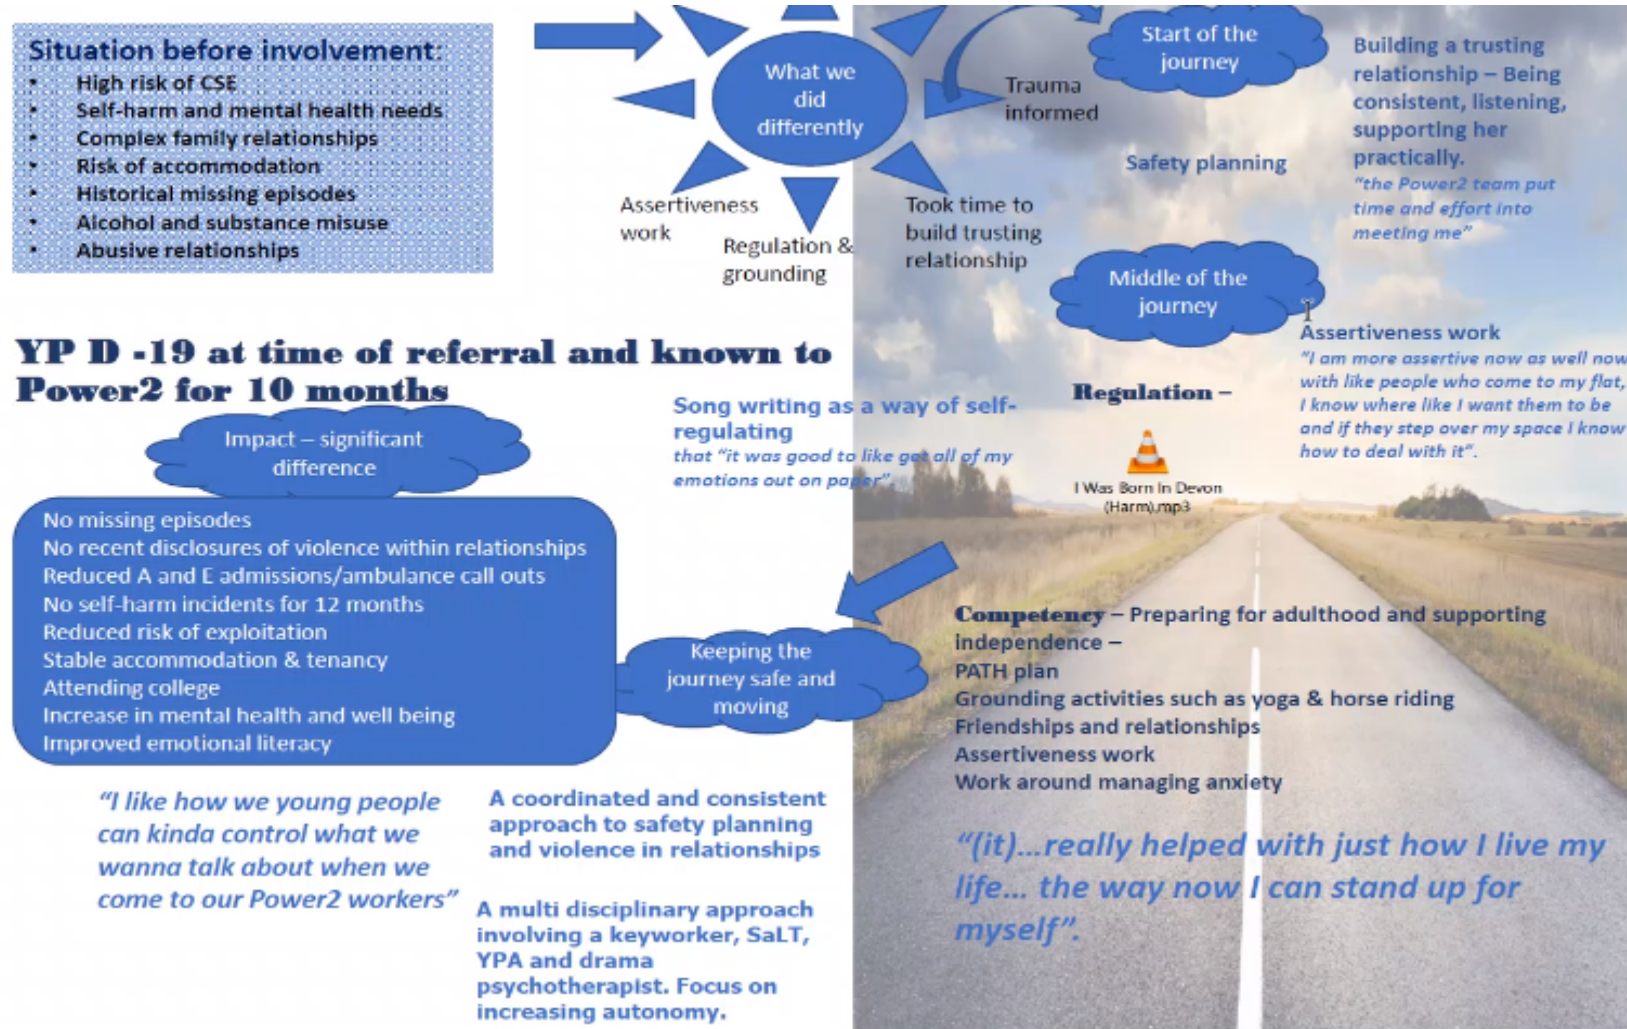 Situation before involvement:
• High risk of CSE
• Self-harm and mental health needs
• Complex family relationships
• Risk of accommodation
• Historical missing episodes
• Alcohol and substance misuse
• Abusive relationships
What we
did
differently
Trauma
informed
Assertiveness
work
Regulation &
grounding
Took time to
build trusting
relationship
Start of the
journey
Building a trusting
relationship – Being
consistent, listening,
supporting her
practically.
"the Power2 team put
time and effort into
meeting me"
Safety planning
Middle of the
journey
Assertiveness work
"I am more assertive now as well now
with like people who come to my flat,
I know where like I want them to be
and if they step over my space I know
how to deal with it".
Regulation –
I Was Born In Devon
(Harm).mp3
YP D -19 at time of referral and known to
Power2 for 10 months
Song writing as a way of self-
regulating
that "it was good to like get all of my
emotions out on paper".
Impact – significant
difference
No missing episodes
No recent disclosures of violence within relationships
Reduced A and E admissions/ambulance call outs
No self-harm incidents for 12 months
Reduced risk of exploitation
Stable accommodation & tenancy
Attending college
Increase in mental health and well being
Improved emotional literacy
Keeping the
journey safe and
moving
Competency – Preparing for adulthood and supporting
independence –
PATH plan
Grounding activities such as yoga & horse riding
Friendships and relationships
Assertiveness work
Work around managing anxiety
"I like how we young people
can kinda control what we
wanna talk about when we
come to our Power2 workers"
A coordinated and consistent
approach to safety planning
and violence in relationships
A multi disciplinary approach
involving a keyworker, SaLT,
YPA and drama
psychotherapist. Focus on
increasing autonomy.
"(it)...really helped with just how I live my
life... the way now I can stand up for
myself".